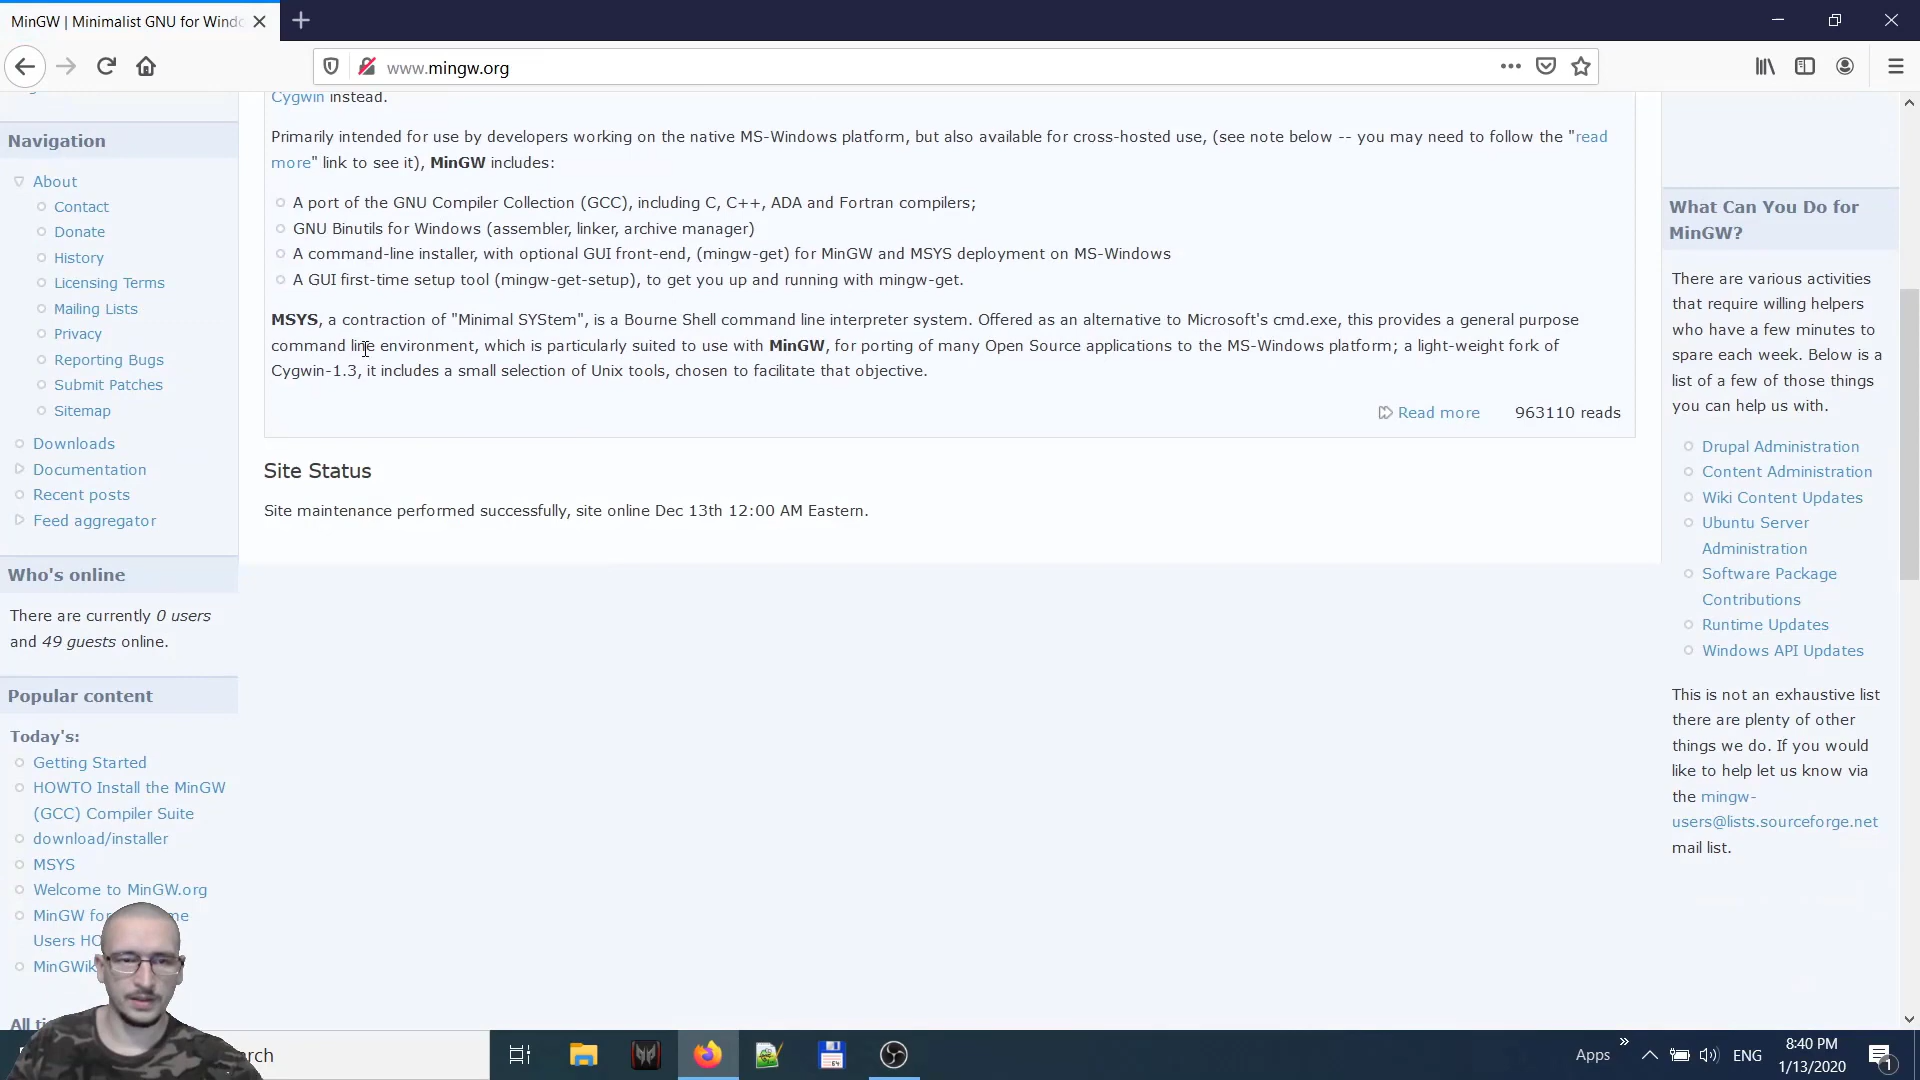 MinGW | Minimalist GNU for Windo
www.mingw.org
Navigation
About
Contact
Donate
History
Licensing Terms
Mailing Lists
Privacy
Reporting Bugs
Submit Patches
Sitemap
Downloads
Documentation
Recent posts
Feed aggregator
Who's online
There are currently 0 users
and 49 guests online.
Popular content
Today's:
Getting Started
HOWTO Install the MinGW
(GCC) Compiler Suite
download/installer
MSYS
Welcome to MinGW.org
MinGW for
Users HO
MinGWik
Cygwin instead.
Primarily intended for use by developers working on the native MS-Windows platform, but also available for cross-hosted use, (see note below -- you may need to follow the "read
more" link to see it), MinGW includes:
A port of the GNU Compiler Collection (GCC), including C, C++, ADA and Fortran compilers;
GNU Binutils for Windows (assembler, linker, archive manager)
A command-line installer, with optional GUI front-end, (mingw-get) for MinGW and MSYS deployment on MS-Windows
A GUI first-time setup tool (mingw-get-setup), to get you up and running with mingw-get.
MSYS, a contraction of "Minimal SYStem", is a Bourne Shell command line interpreter system. Offered as an alternative to Microsoft's cmd.exe, this provides a general purpose
command line environment, which is particularly suited to use with MinGW, for porting of many Open Source applications to the MS-Windows platform; a light-weight fork of
Cygwin-1.3, it includes a small selection of Unix tools, chosen to facilitate that objective.
Read more 963110 reads
Site Status
Site maintenance performed successfully, site online Dec 13th 12:00 AM Eastern.
What Can You Do for
MinGW?
There are various activities
that require willing helpers
who have a few minutes to
spare each week. Below is a
list of a few of those things
you can help us with.
Drupal Administration
Content Administration
Wiki Content Updates
Ubuntu Server
Administration
Software Package
Contributions
Runtime Updates
Windows API Updates
This is not an exhaustive list
there are plenty of other
things we do. If you would
like to help let us know via
the mingw-
users@lists.sourceforge.net
mail list.
64
Apps
ENG
8:40 PM
1/13/2020
1